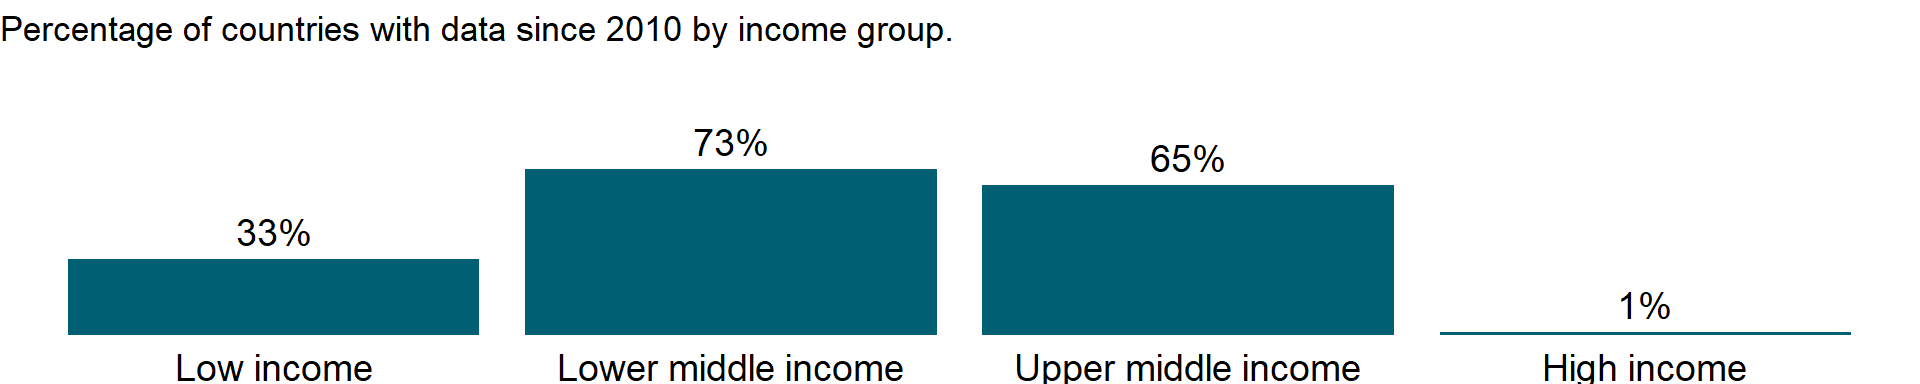 Percentage of countries with data since 2010 by income group.
73%
65%
33%
1%
Low income Lower middle income Upper middle income High income